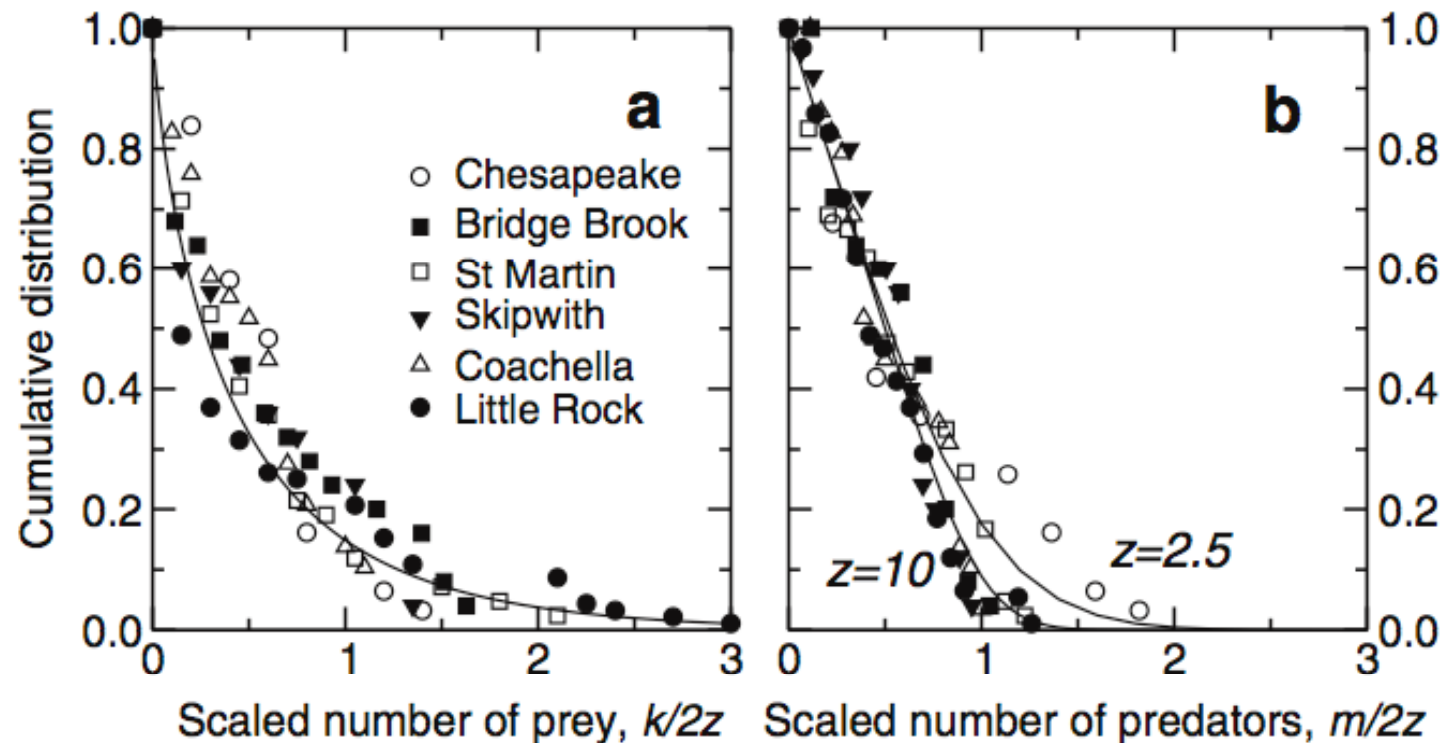 1.0
0.8
0.6
0.4
0.2
0.0
Cumulative distribution
a
Chesapeake
Bridge Brook
St Martin
Skipwith
Coachella
Little Rock
0 1 2 3
Scaled number of prey, k/2z
b
z=10
z=2.5
1.0
0.8
0.6
0.4
0.2
0.0
0 1 2 3
Scaled number of predators, m/2z